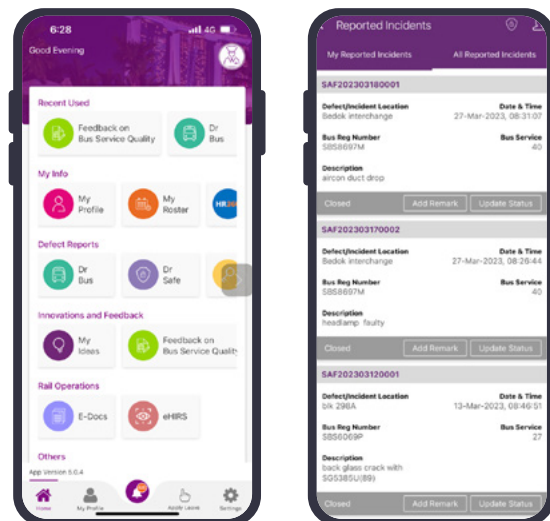 6:28
4G
Good Evening
Recent Used
Feedback on
Bus Service Quality
Dr
Bus
My Info
My
Profile
My
Roster
Defect Reports
Dr
Bus
Dr
Safe
Innovations and Feedback
My
Ideas
Feedback on
Bus Service Quality
Rail Operations
E-Docs
eHIRS
Others
App Version 5.0.4
Home
My Profile
Apply Leave
Settings
Reported Incidents
My Reported Incidents
All Reported Incidents
SAF202303180001
Defect/Incident Location
Date & Time
Bedok interchange
27-Mar-2023, 08:31:07
Bus Reg Number
Bus Service
SBS8697M
40
Description
aircon duct drop
Closed
Add Remark
Update Status
SAF202303170002
Defect/Incident Location
Date & Time
Bedok interchange
27-Mar-2023, 08:26:44
Bus Reg Number
Bus Service
SBS8697M
40
Description
headlamp faulty
Closed
Add Remark
Update Status
SAF202303120001
Defect/Incident Location
Date & Time
blk 298A
13-Mar-2023, 08:46:51
Bus Reg Number
Bus Service
SBS6069P
27
Description
back glass crack with
SGS385U(89)
Closed
Add Remark
Update Status